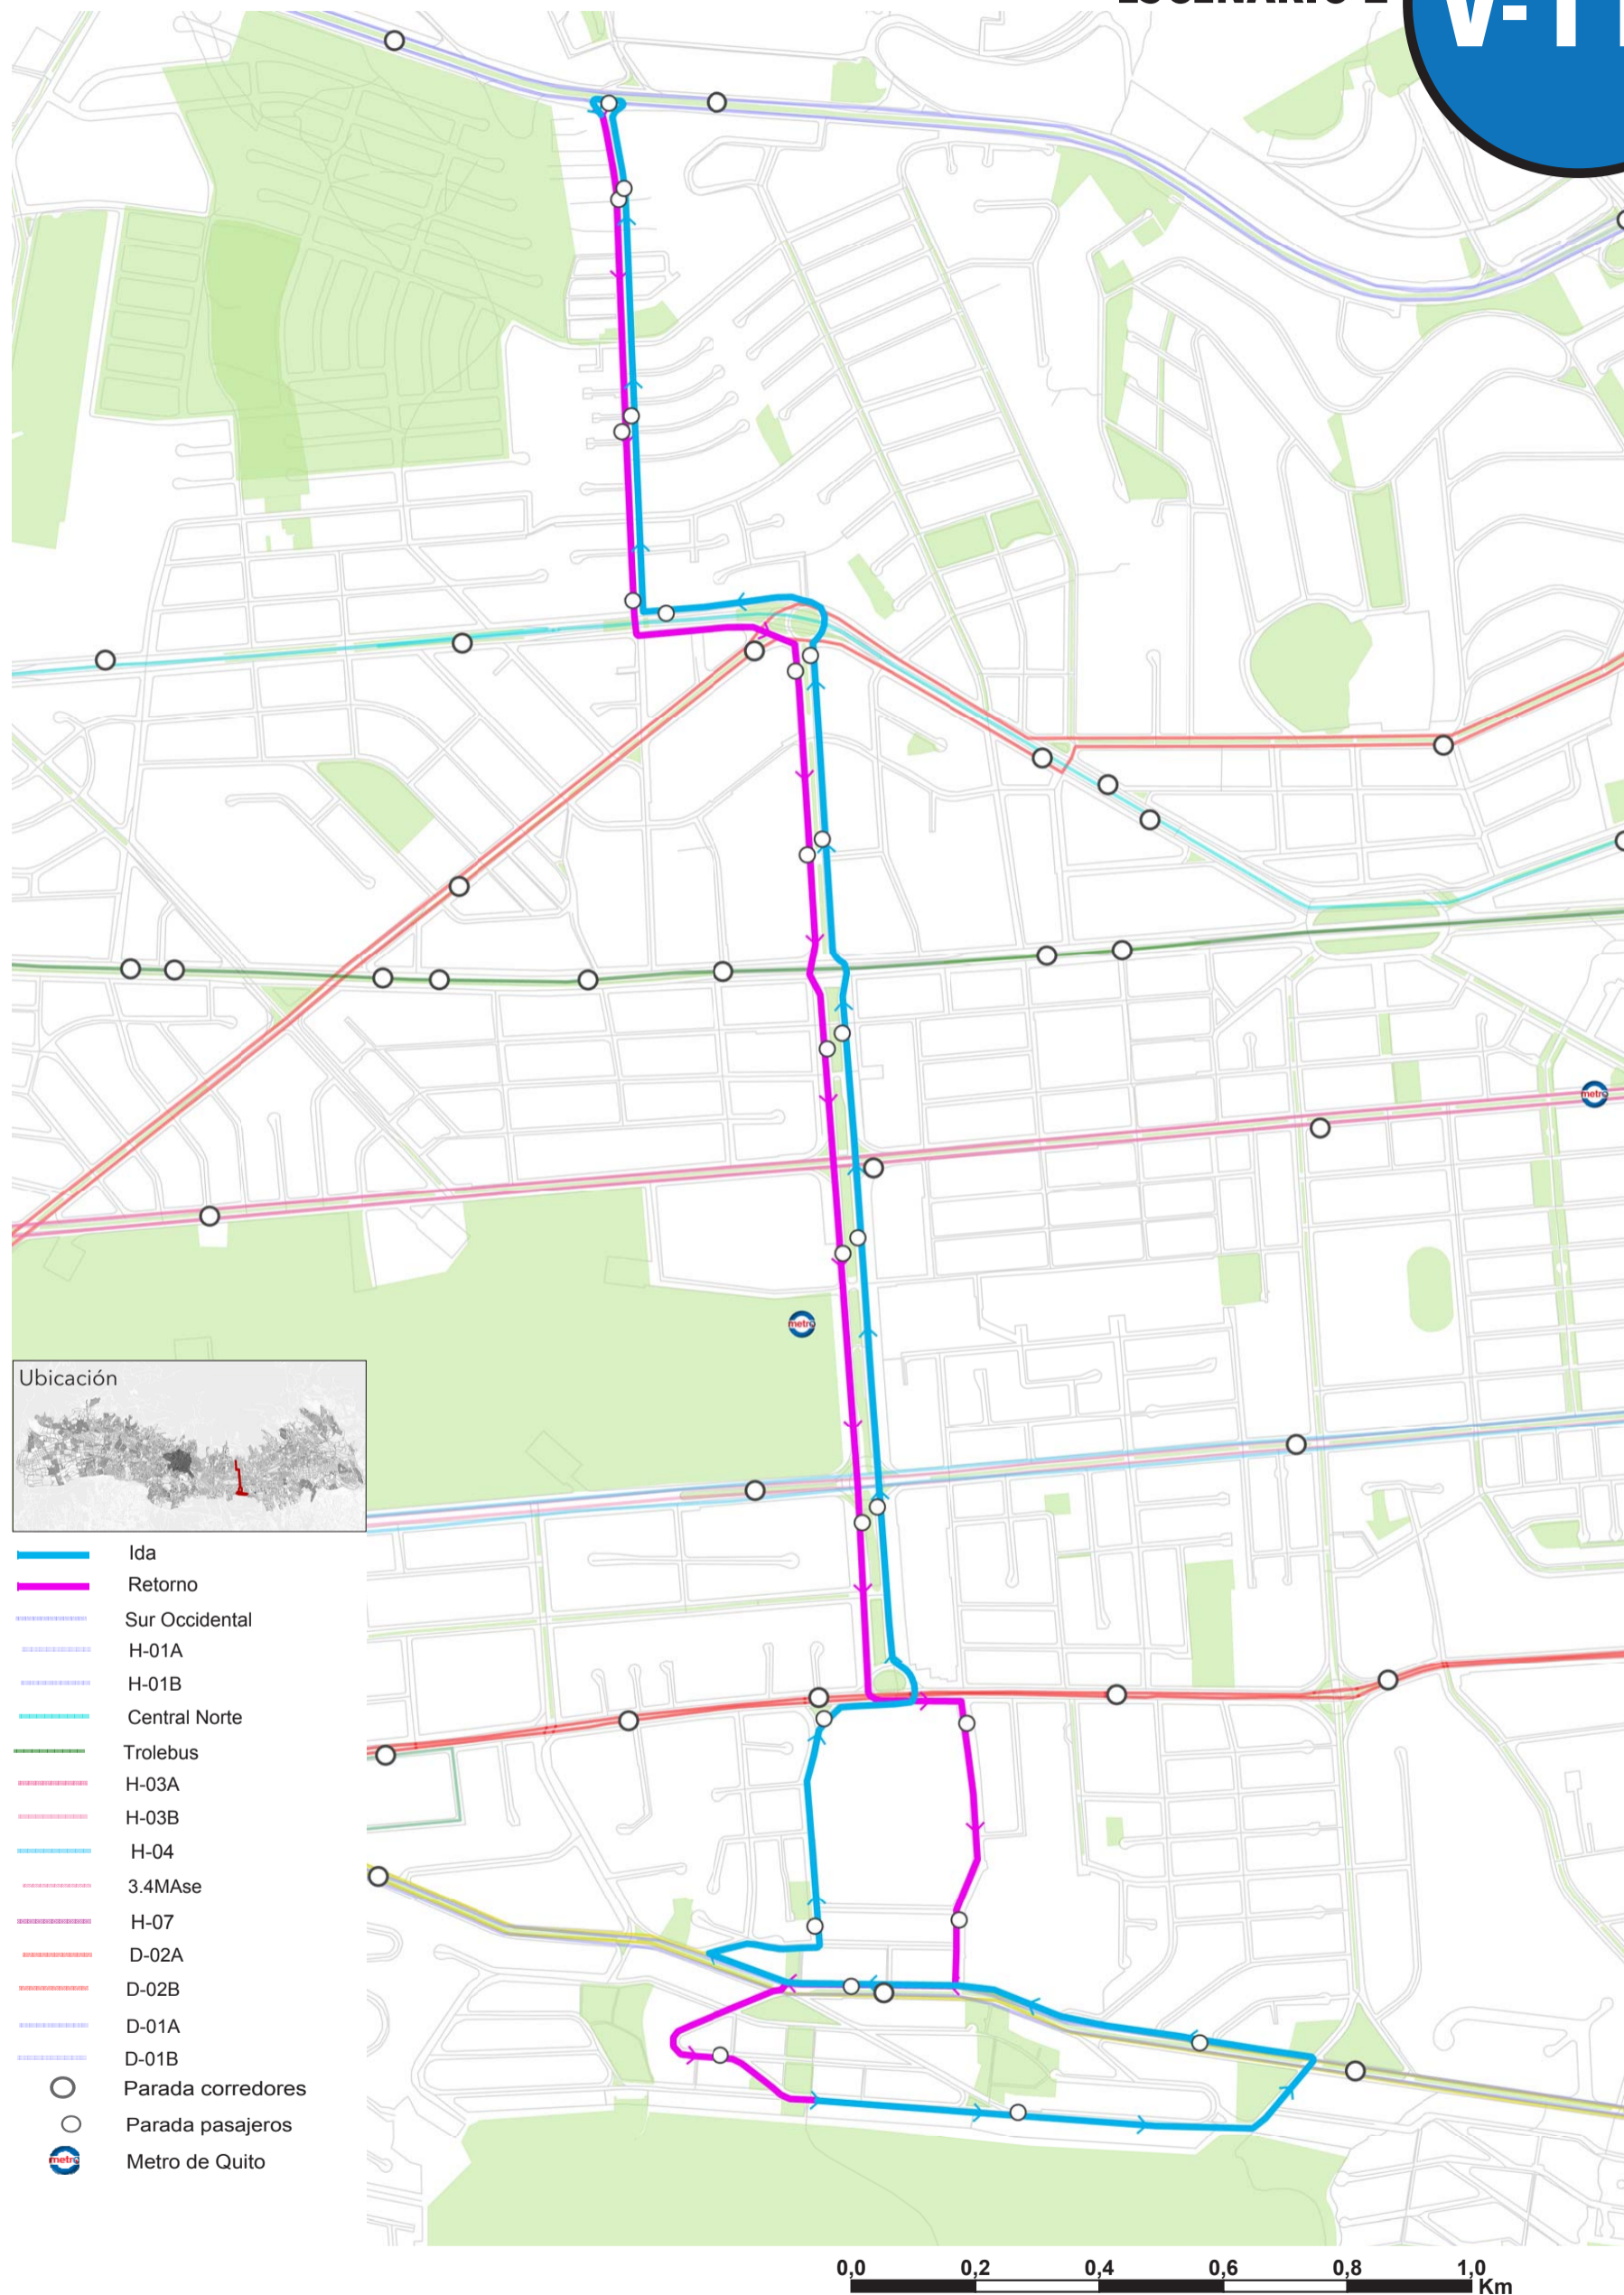 metro
metro
Ubicación
Ida
Retorno
Sur Occidental
H-01A
H-01B
Central Norte
Trolebus
H-03A
H-03B
H-04
3.4MAse
H-07
D-02A
D-02B
D-01A
D-01B
Parada corredores
Parada pasajeros
metro
Metro de Quito
0,0 0,2 0,4 0,6 0,8 1,0
Km